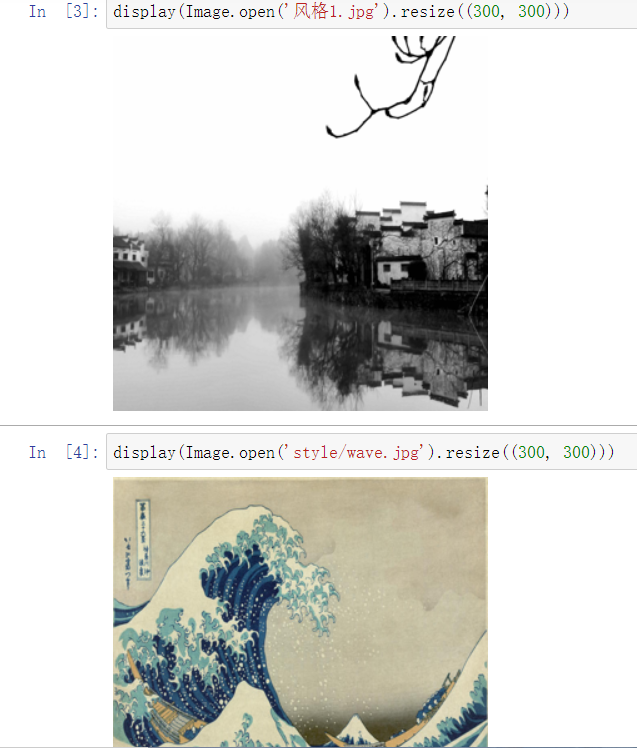 In [3]: display(Image.open('风格1.jpg').resize((300, 300)))
In [4]: display(Image.open('style/wave.jpg').resize((300, 300)))